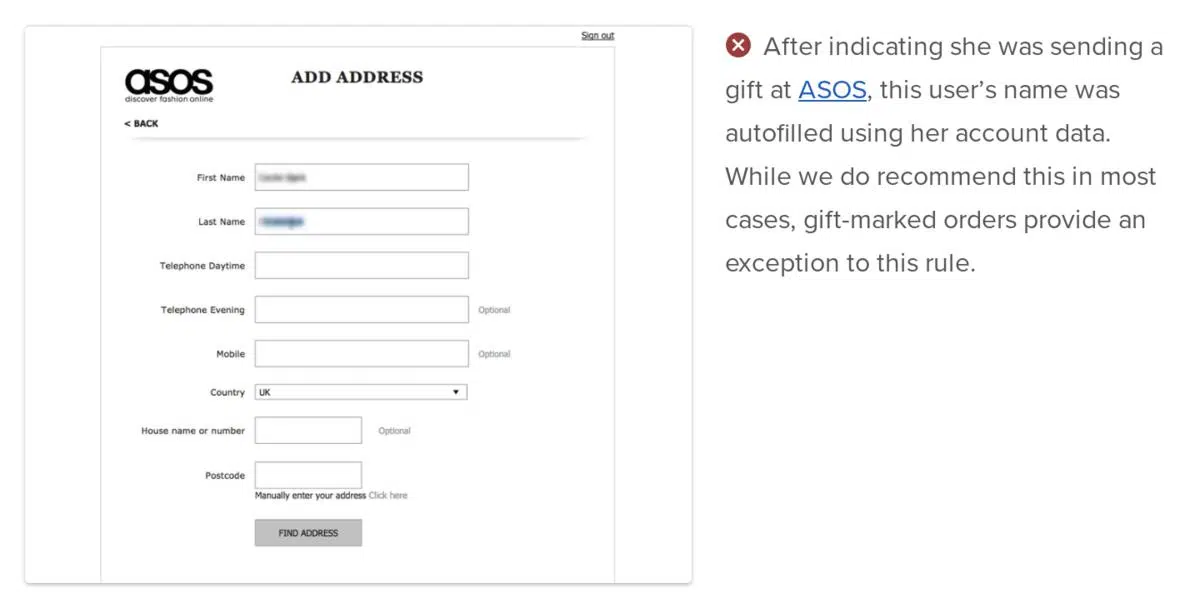 Sign out
asos
discover fashion online
ADD ADDRESS
< BACK
First Name
Last Name
Telephone Daytime
Telephone Evening
Optional
Mobile
Optional
Country
UK
House name or number
Optional
Postcode
Manually enter your address Click here
FIND ADDRESS
After indicating she was sending a
gift at ASOS, this user’s name was
autofilled using her account data.
While we do recommend this in most
cases, gift-marked orders provide an
exception to this rule.